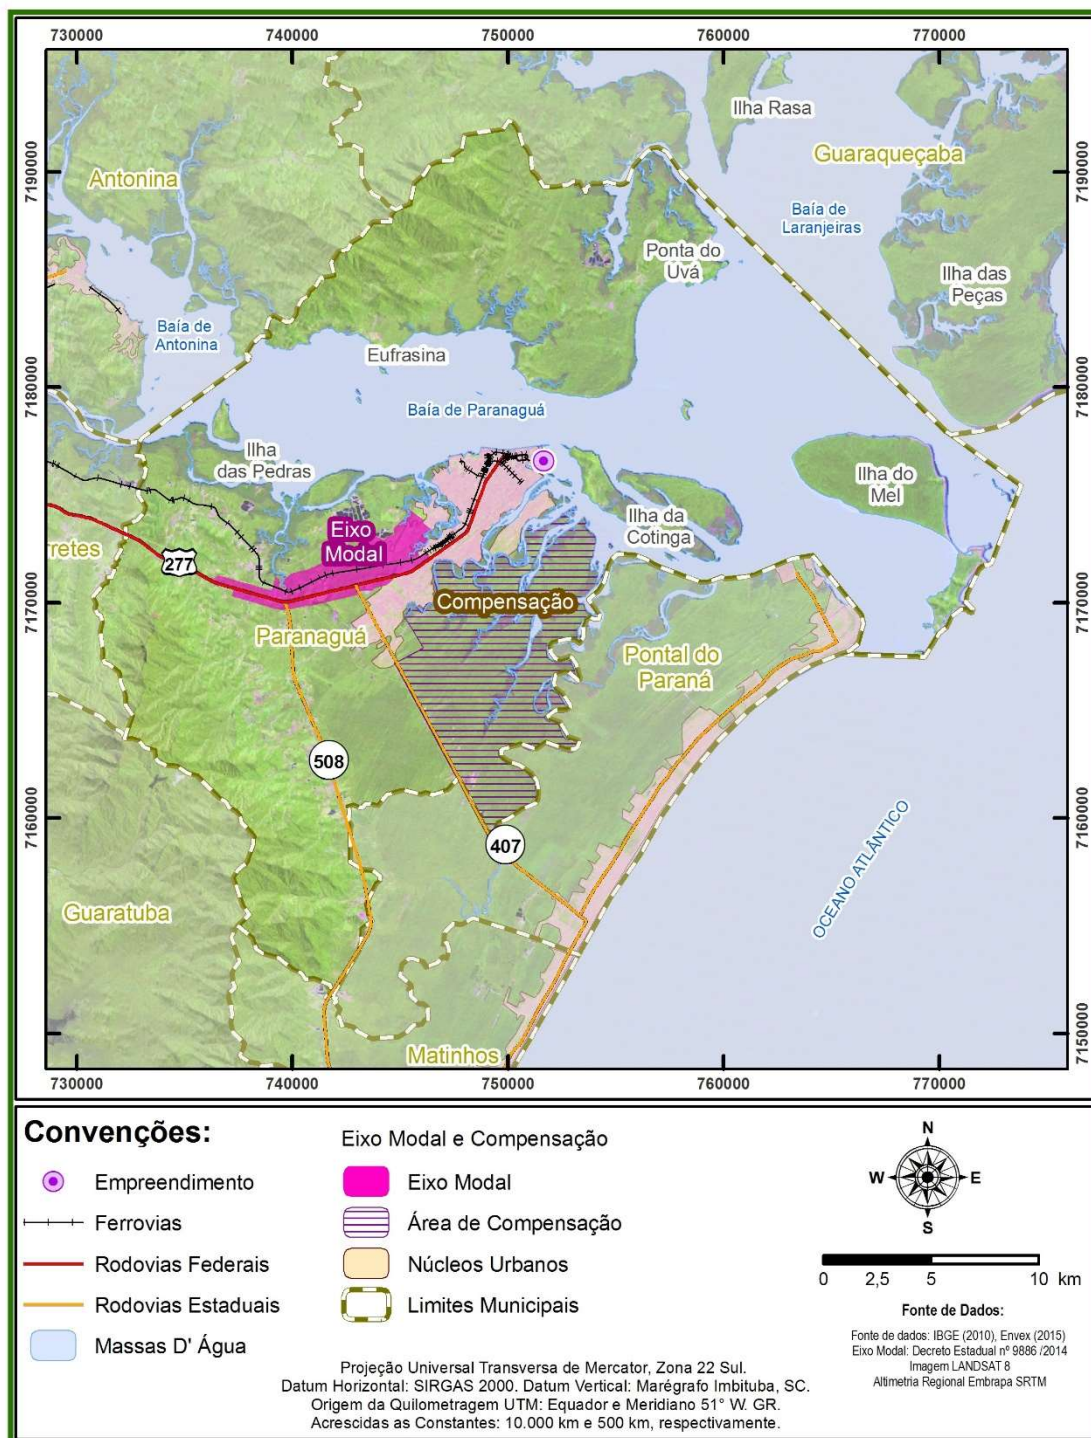 730000 740000 750000 760000 770000
7190000
7190000
Ilha Rasa
Guaraqueçaba
Antonina
Baía de
Laranjeiras
Ponta do
Uvá
Ilha das
Peças
Baía de
Antonina
Eufrasina
7180000
7180000
Baía de Paranaguá
Ilha
das Pedras
Ilha do
Mel
Eixo
Modal
Ilha da
Cotinga
rretes
277
7170000
7170000
Compensação
Paranaguá
Pontal do
Paraná
508
7160000
7160000
407
OCEANO ATLÂNTICO
Guaratuba
7150000
7150000
Matinhos
730000 740000 750000 760000 770000
Convenções:
Empreendimento
Ferrovias
Rodovias Federais
Rodovias Estaduais
Massas D' Água
Eixo Modal e Compensação
Eixo Modal
Área de Compensação
Núcleos Urbanos
Limites Municipais
N
W E
S
0 2,5 5 10 km
Fonte de Dados:
Fonte de dados: IBGE (2010), Envex (2015)
Eixo Modal: Decreto Estadual nº 9886 /2014
Imagem LANDSAT 8
Altimetria Regional Embrapa SRTM
Projeção Universal Transversa de Mercator, Zona 22 Sul.
Datum Horizontal: SIRGAS 2000. Datum Vertical: Marégrafo Imbituba, SC.
Origem da Quilometragem UTM: Equador e Meridiano 51° W. GR.
Acrescidas as Constantes: 10.000 km e 500 km, respectivamente.